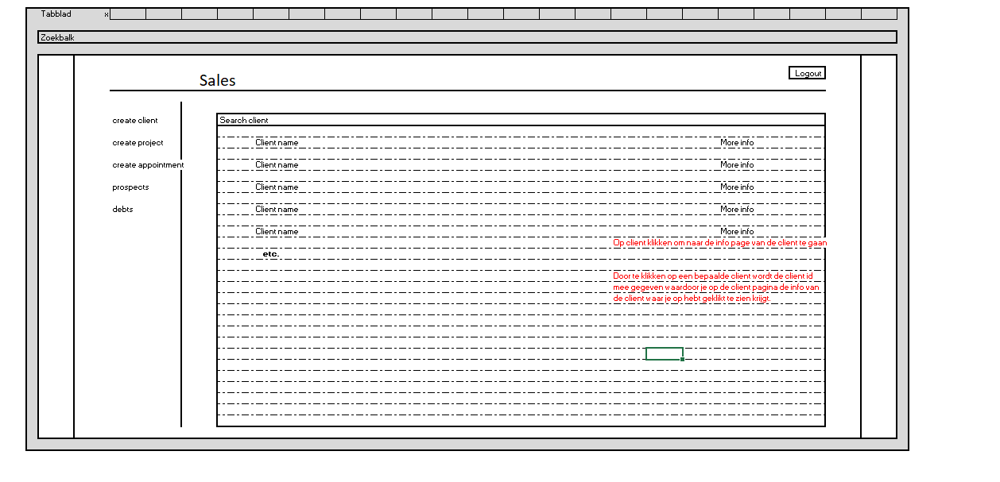 Tabblad x
Zoekbalk
Sales
Logout
create client
create project
create appointment
prospects
debts
Search client
Client name More info
Client name More info
Client name More info
Client name More info
Client name More info
Op client klikken om naar de info page van de client te gaan
etc.
Door te klikken op een bepaalde client wordt de client id
mee gegeven waardoor je op de client pagina de info van
de client waar je op hebt geklikt te zien krijgt.